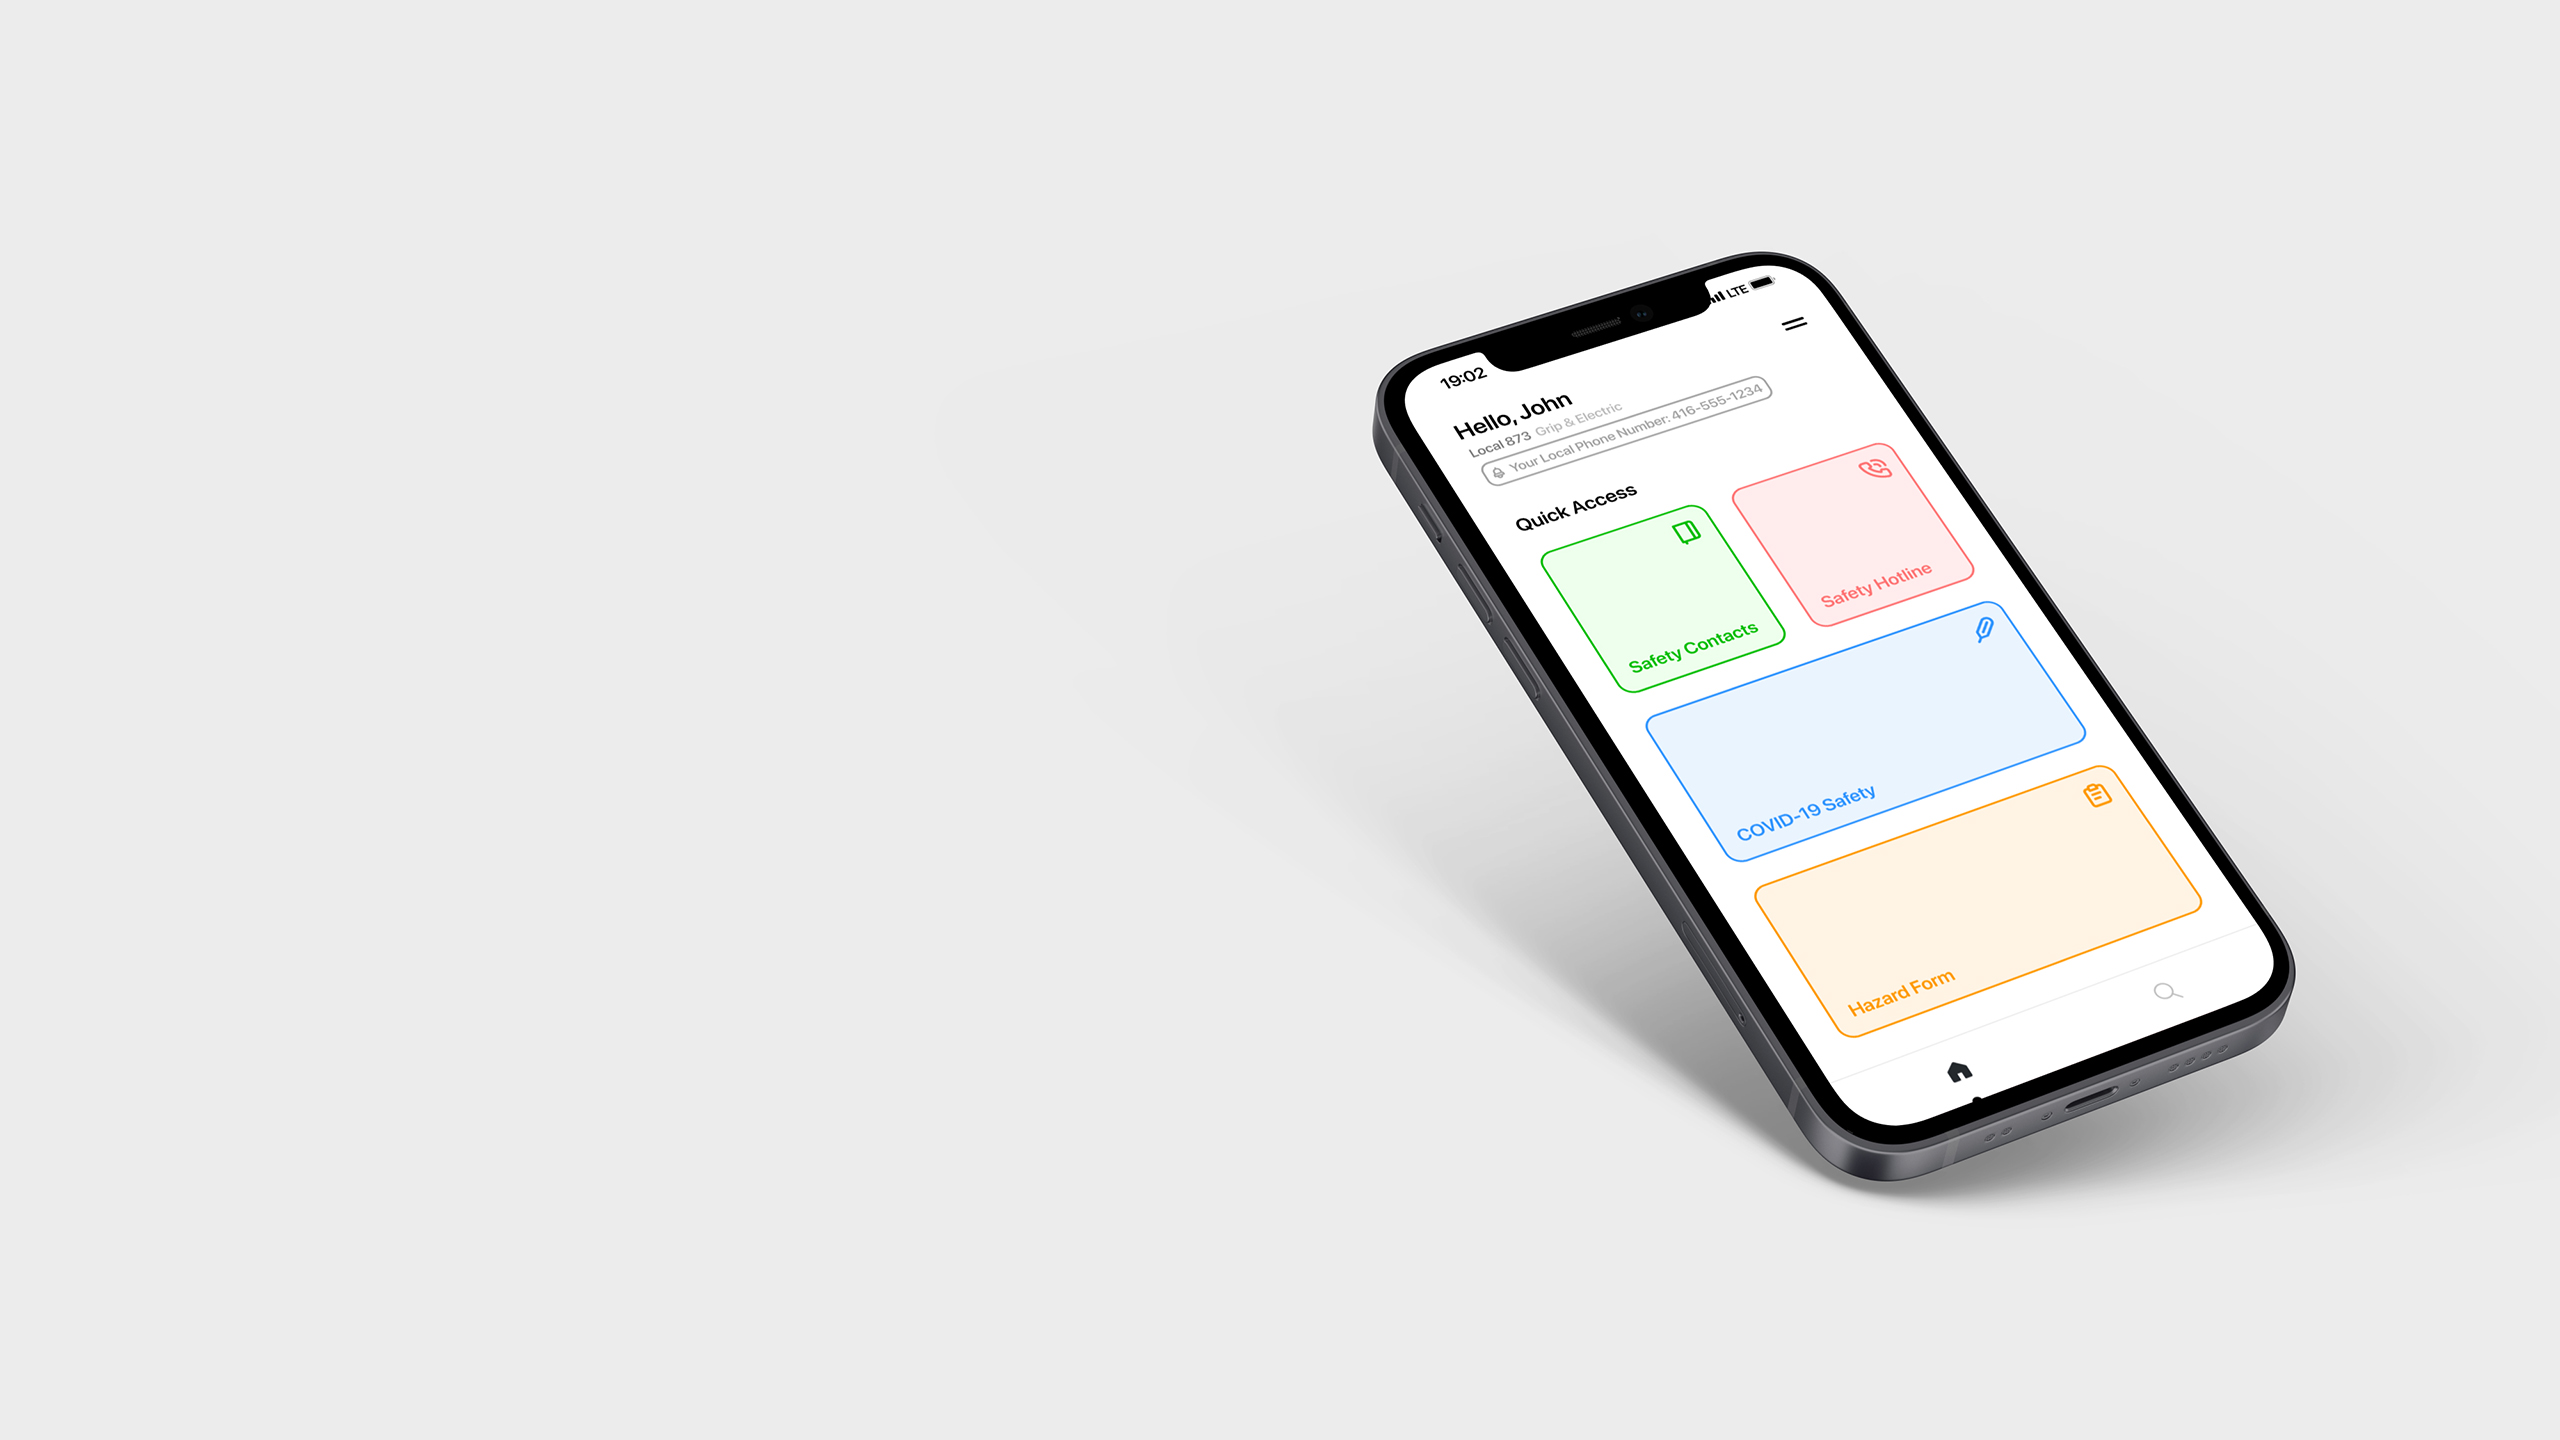 19:02
LTE
Hello, John
Local 873 Grip & Electric
Your Local Phone Number: 416-555-1234
Quick Access
Safety Contacts
Safety Hotline
COVID-19 Safety
Hazard Form